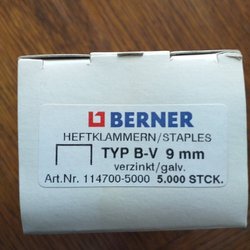 BERNER
HEFTKLAMMERN/STAPLES
TYP B-V 9 mm
verzinkt/galv.
Art.Nr. 114700-5000 5.000 STCK.